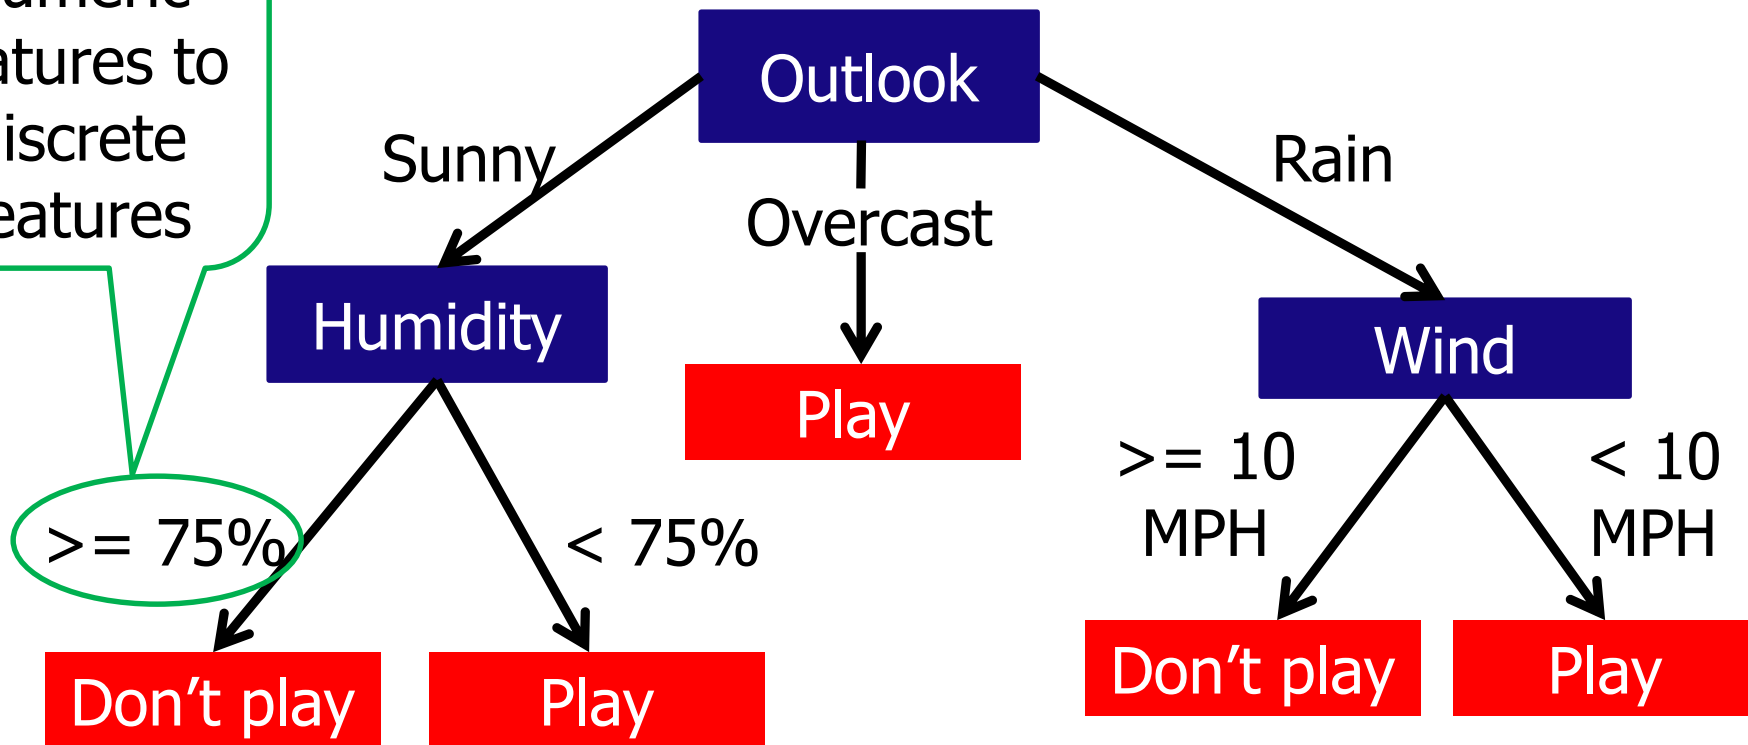 atures to
iscrete
eatures
Outlook
Sunny
Overcast
Rain
Humidity
Play
Wind
>= 75%
< 75%
>= 10
MPH
< 10
MPH
Don’t play
Play
Don’t play
Play